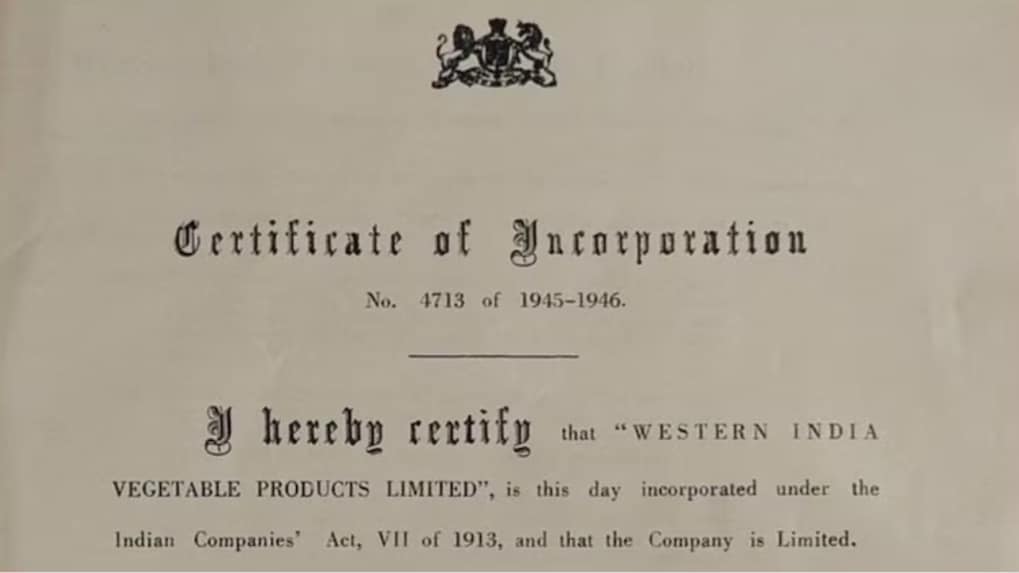 Certificate of Incorporation
No. 4713 of 1945-1946.
I hereby certify that "WESTERN INDIA
VEGETABLE PRODUCTS LIMITED", is this day incorporated under the
Indian Companies' Act, VII of 1913, and that the Company is Limited.